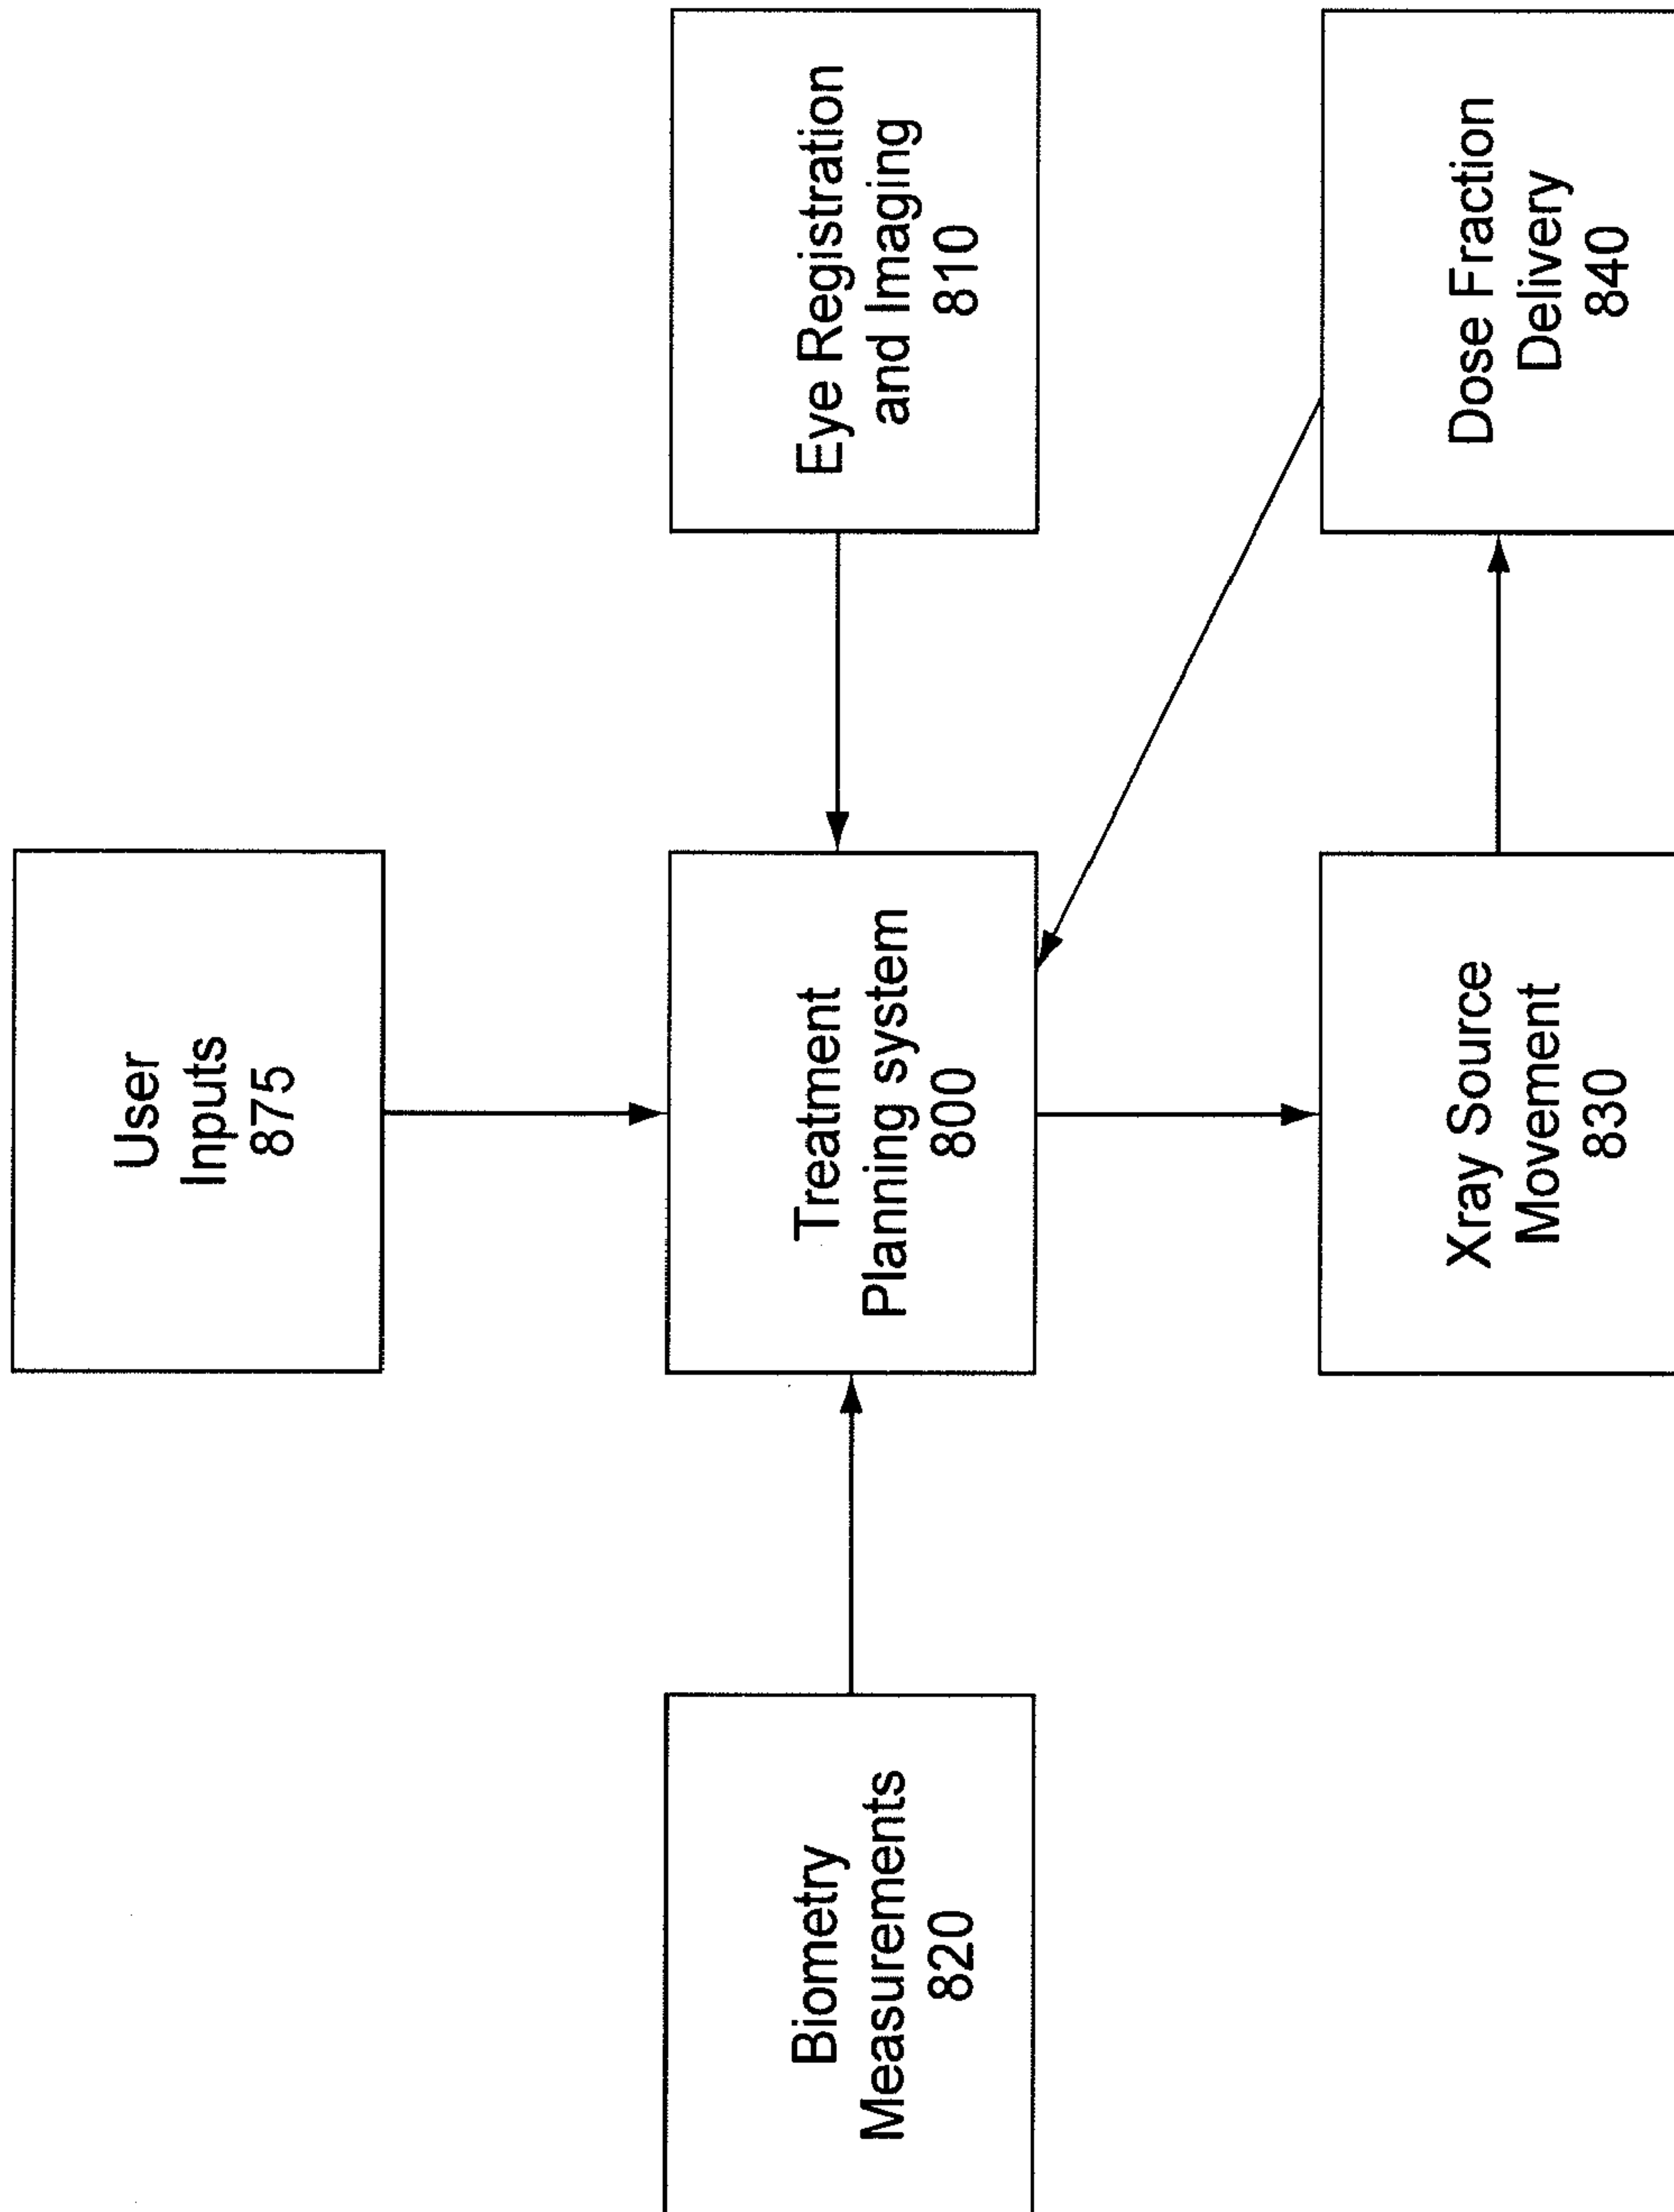 User
Inputs
875
Biometry
Measurements
820
Treatment
Planning system
800
Eye Registration
and Imaging
810
Xray Source
Movement
830
Dose Fraction
Delivery
840